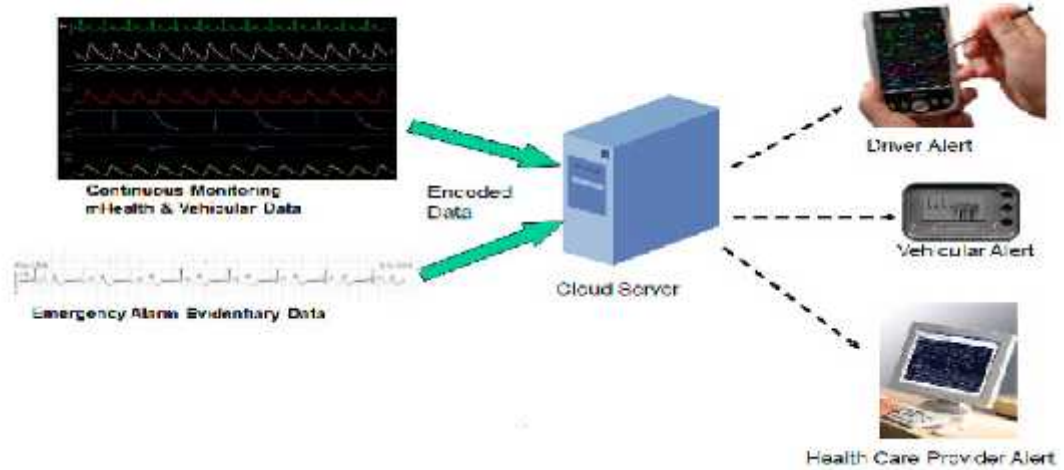 Continuous Monitoring
mHealth & Vehicular Data
Emergency Alarm Evidentiary Data
Encoded
Data
Cloud Server
Driver Alert
Vehicular Alert
Health Care Provider Alert